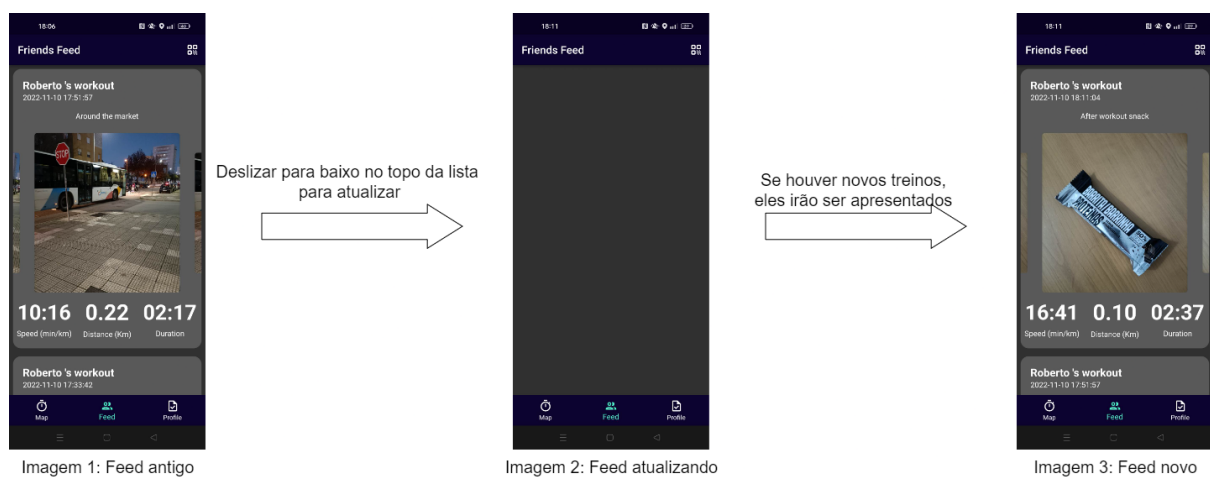 18:06
Friends Feed
Roberto 's workout
2022-11-10 17:51:57
Around the market
STOP
10:16 0.22 02:17
Speed (min/km) Distance (Km) Duration
Roberto 's workout
2022-11-10 17:33:42
Map Feed Profile
Imagem 1: Feed antigo
Deslizar para baixo no topo da lista
para atualizar
18:11
Friends Feed
Map Feed Profile
Imagem 2: Feed atualizando
Se houver novos treinos,
eles irão ser apresentados
18:11
Friends Feed
Roberto 's workout
2022-11-10 18:11:04
After workout snack
16:41 0.10 02:37
Speed (min/km) Distance (Km) Duration
Roberto 's workout
2022-11-10 17:51:57
Map Feed Profile
Imagem 3: Feed novo